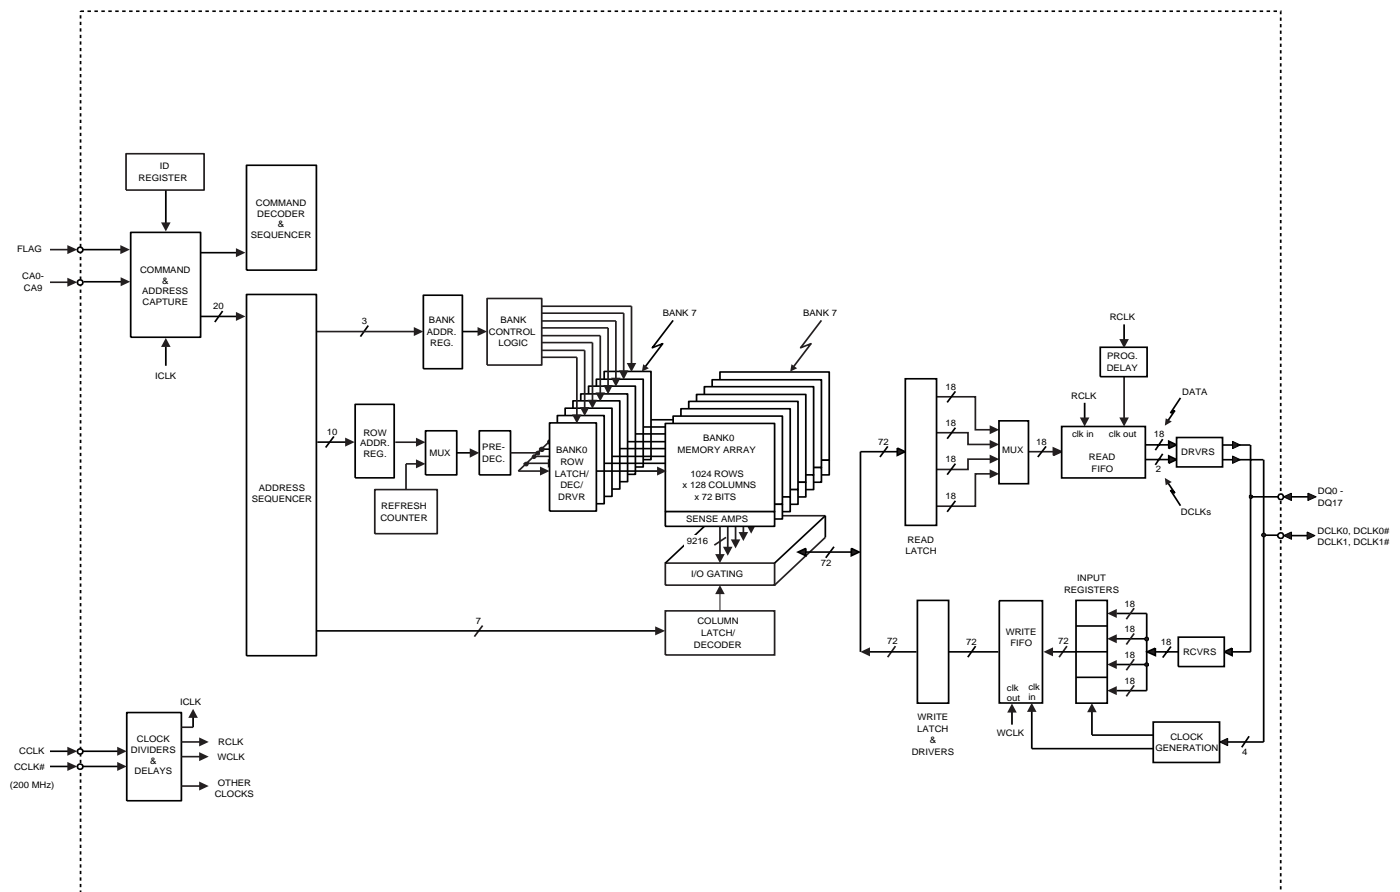 ID
REGISTER
COMMAND
DECODER
&
SEQUENCER
FLAG
CA0-
CA9
COMMAND
&
ADDRESS
CAPTURE
20
ICLK
ADDRESS
SEQUENCER
3
BANK
ADDR.
REG.
BANK
CONTROL
LOGIC
BANK 7
BANK 7
10
ROW
ADDR.
REG.
MUX
PRE-
DEC.
REFRESH
COUNTER
BANK0
ROW
LATCH/
DEC/
DRVR
BANK0
MEMORY ARRAY
1024 ROWS
x 128 COLUMNS
x 72 BITS
SENSE AMPS
9216
I/O GATING
72
7
COLUMN
LATCH/
DECODER
72
READ
LATCH
18
18
18
18
MUX
18
RCLK
PROG.
DELAY
RCLK
clk in
clk out
READ
FIFO
DATA
18
2
DCLKs
DRVRS
DQ0 -
DQ17
DCLK0, DCLK0#
DCLK1, DCLK1#
INPUT
REGISTERS
18
18
18
18
18
RCVRS
72
WRITE
FIFO
clk
out
clk
in
WCLK
72
72
WRITE
LATCH
&
DRIVERS
CLOCK
GENERATION
4
CCLK
CCLK#
(200 MHz)
CLOCK
DIVIDERS
&
DELAYS
ICLK
RCLK
WCLK
OTHER
CLOCKS